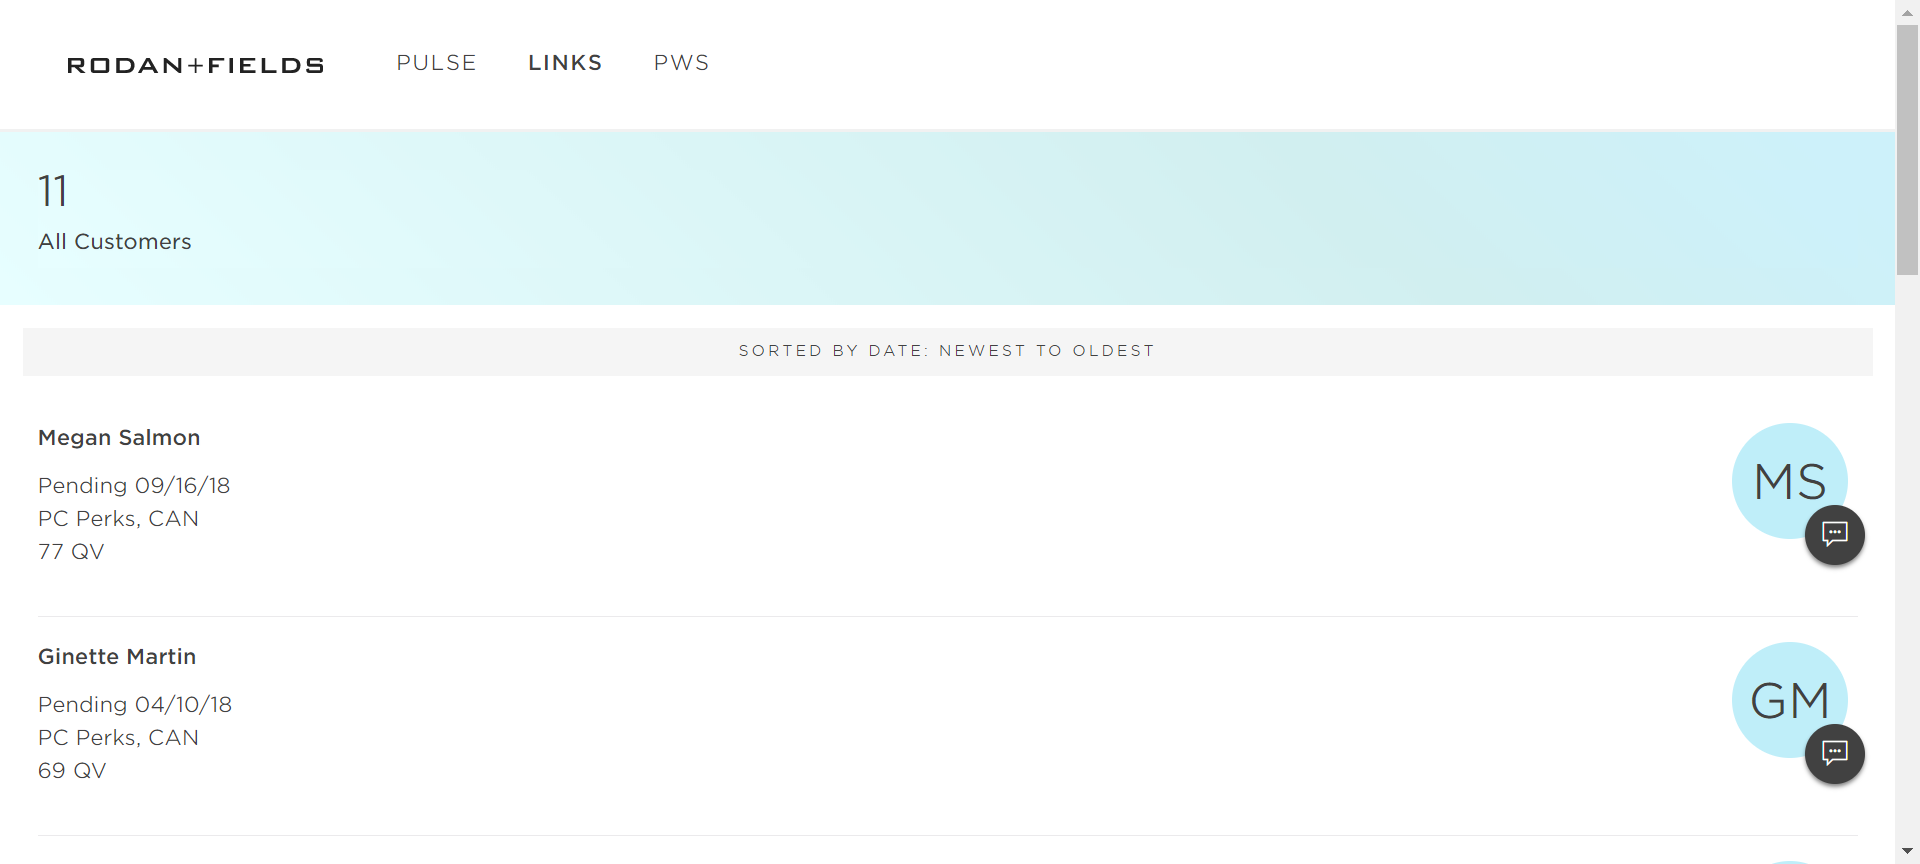 RODAN+FIELDS PULSE LINKS PWS
11
All Customers
SORTED BY DATE: NEWEST TO OLDEST
Megan Salmon
Pending 09/16/18
PC Perks, CAN
77 QV
MS
Ginette Martin
Pending 04/10/18
PC Perks, CAN
69 QV
GM